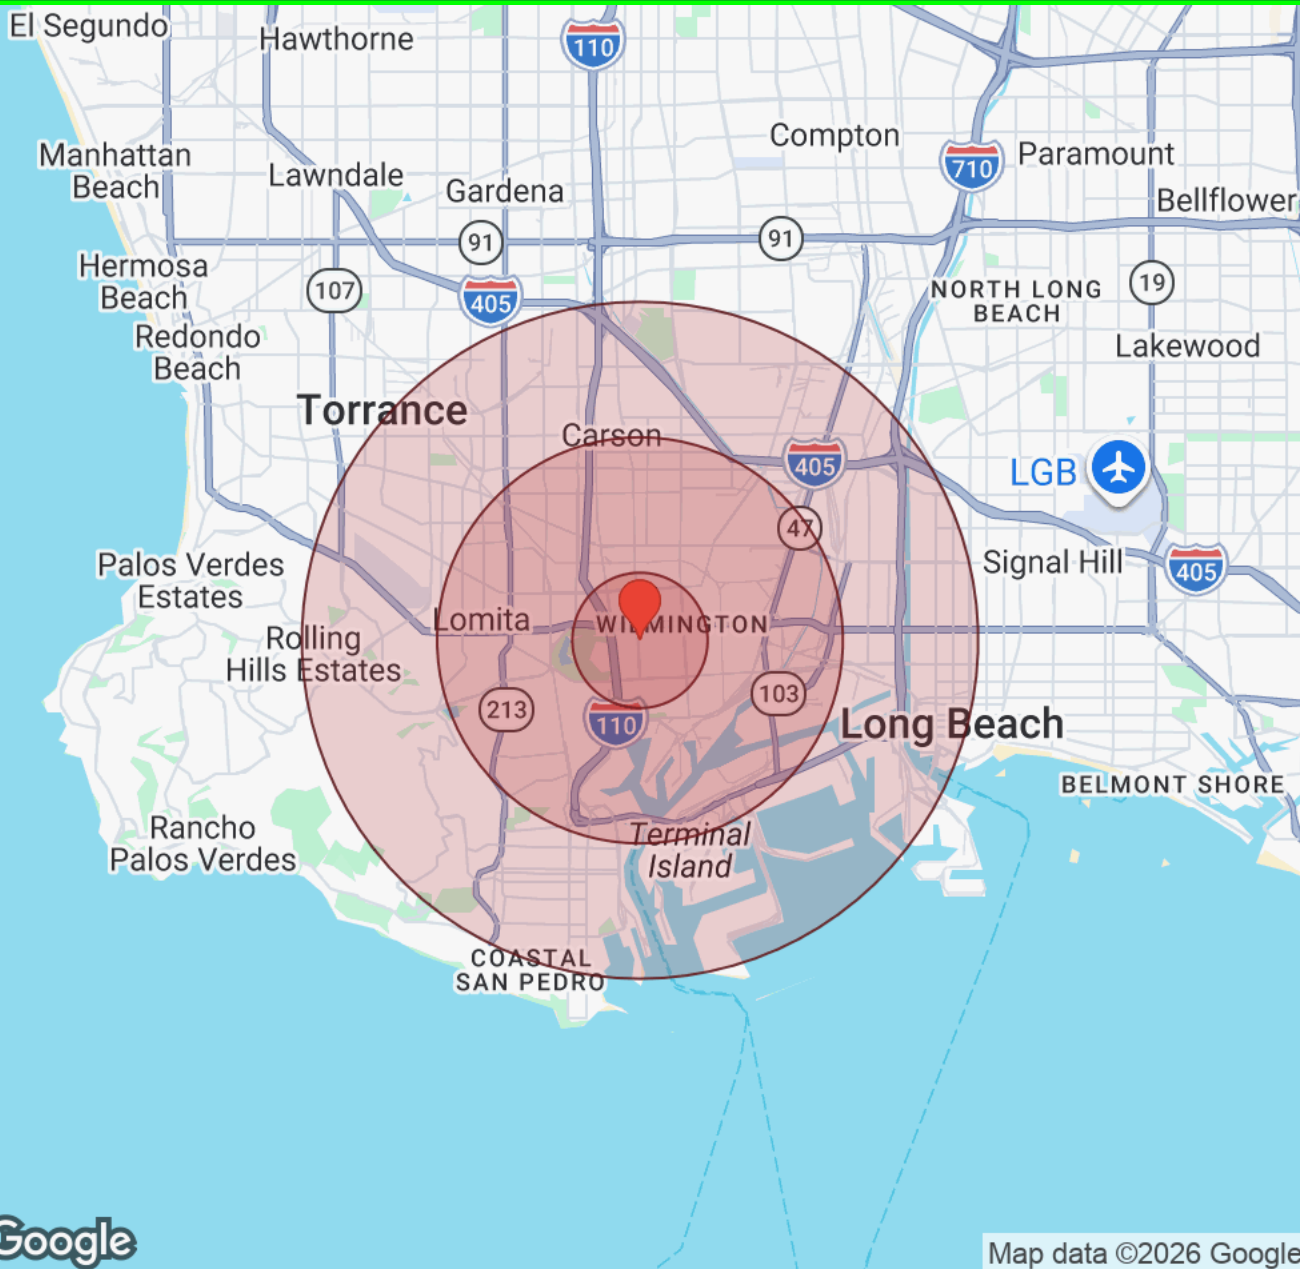 El Segundo
Hawthorne
110
Compton
710
Paramount
Manhattan
Beach
Lawndale
Gardena
Bellflower
91
91
Hermosa
Beach
107
405
NORTH LONG
BEACH
19
Redondo
Beach
Lakewood
Torrance
Carson
405
LGB
47
Palos Verdes
Estates
Signal Hill
405
Lomita
WILMINGTON
Rolling
Hills Estates
213
110
103
Long Beach
BELMONT SHORE
Rancho
Palos Verdes
Terminal
Island
COASTAL
SAN PEDRO
Google
Map data ©2026 Google